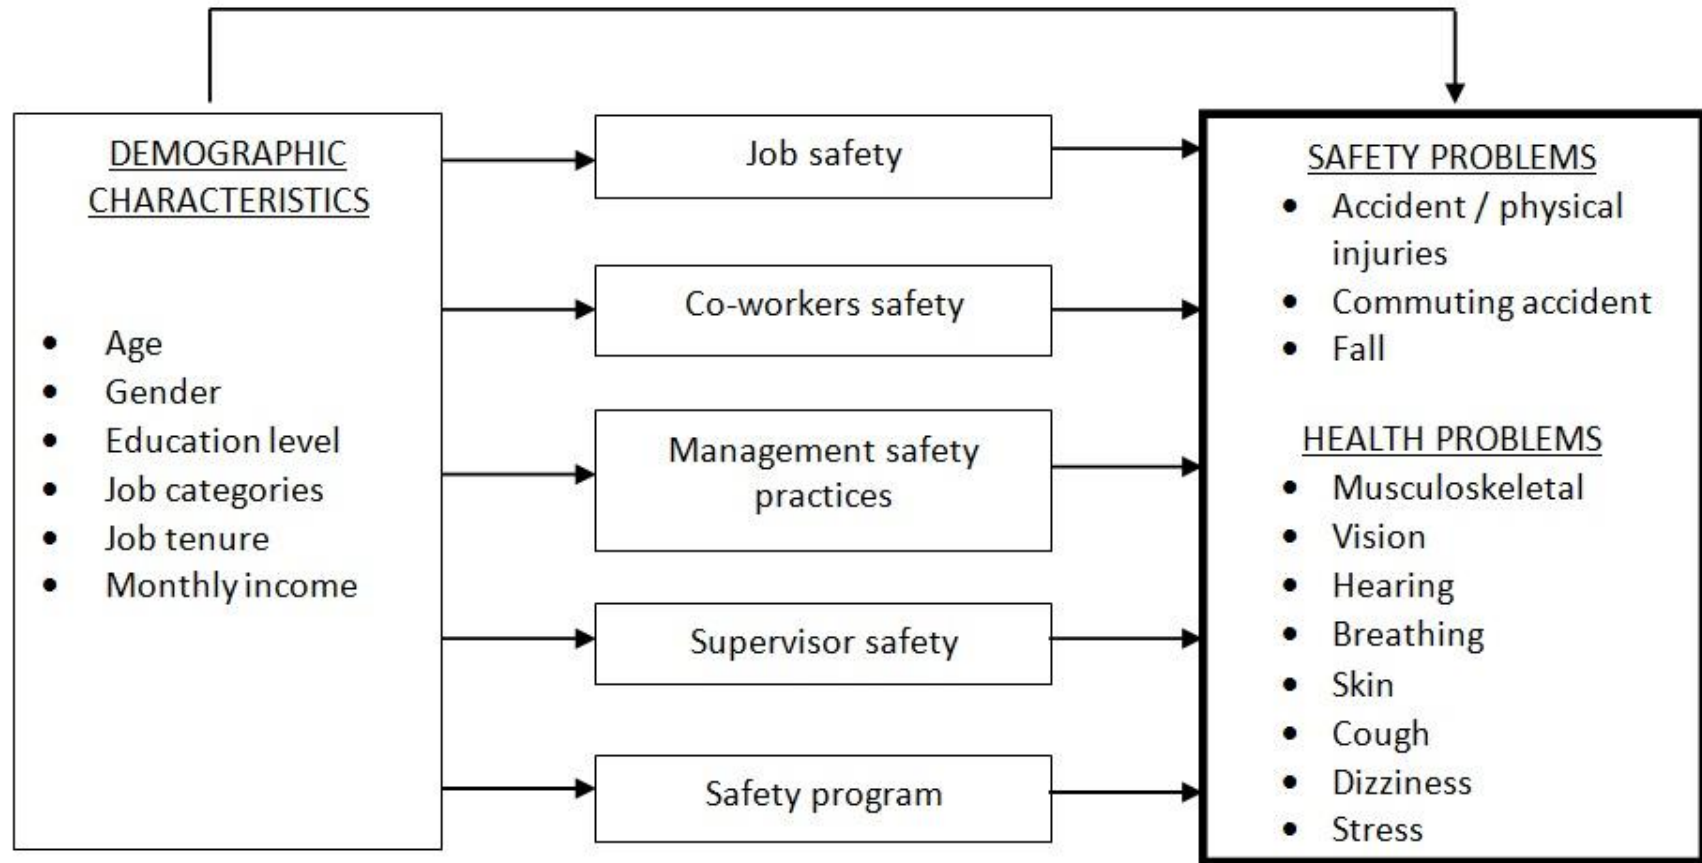 DEMOGRAPHIC
CHARACTERISTICS
• Age
• Gender
• Education level
• Job categories
• Job tenure
• Monthly income
Job safety
Co-workers safety
Management safety
practices
Supervisor safety
Safety program
SAFETY PROBLEMS
• Accident / physical
injuries
• Commuting accident
• Fall
HEALTH PROBLEMS
• Musculoskeletal
• Vision
• Hearing
• Breathing
• Skin
• Cough
• Dizziness
• Stress